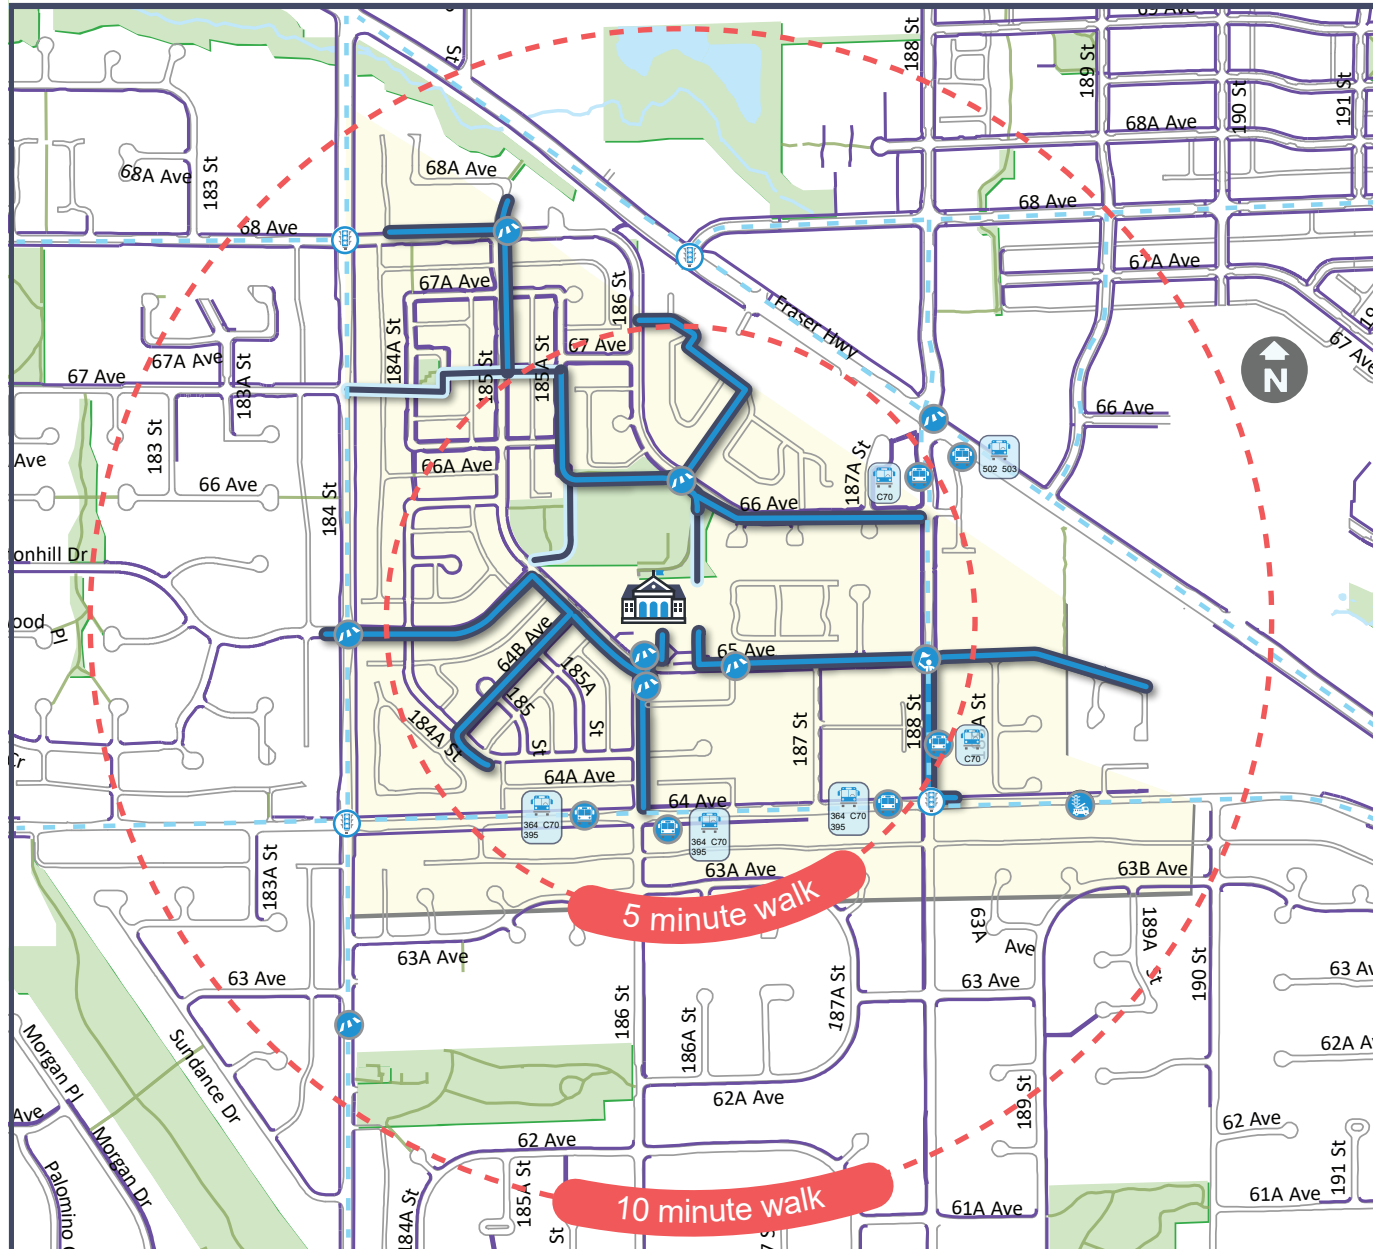 69 Ave
St
188 St
189 St
190 St
191 St
68A Ave
68A Ave
68A Ave
183 St
68 Ave
68 Ave
67A Ave
67A Ave
186 St
Fraser Hwy
184A St
67A Ave
67 Ave
67 Ave
67 Ave
183A St
185 St
185A St
N
66 Ave
183 St
Ave
66A Ave
187A St
502 503
C70
66 Ave
184 St
66 Ave
tonhill Dr
ood
Pl
64B Ave
65 Ave
185A
St
185
St
184A St
187 St
188 St
A St
C70
Cr
64A Ave
64 Ave
364 C70
395
364 C70
395
364 C70
395
63A Ave
63B Ave
183A St
5 minute walk
63A
Ave
189A
St
190 St
63A Ave
63 Ave
63 Ave
63 Av
187A St
186 St
186A St
Morgan Pl
Sundance Dr
62A Av
62A Ave
189 St
Ave
62 Ave
62 Ave
Morgan Dr
Palomino
184A St
185A St
St
10 minute walk
191 St
61A Ave
61A Ave